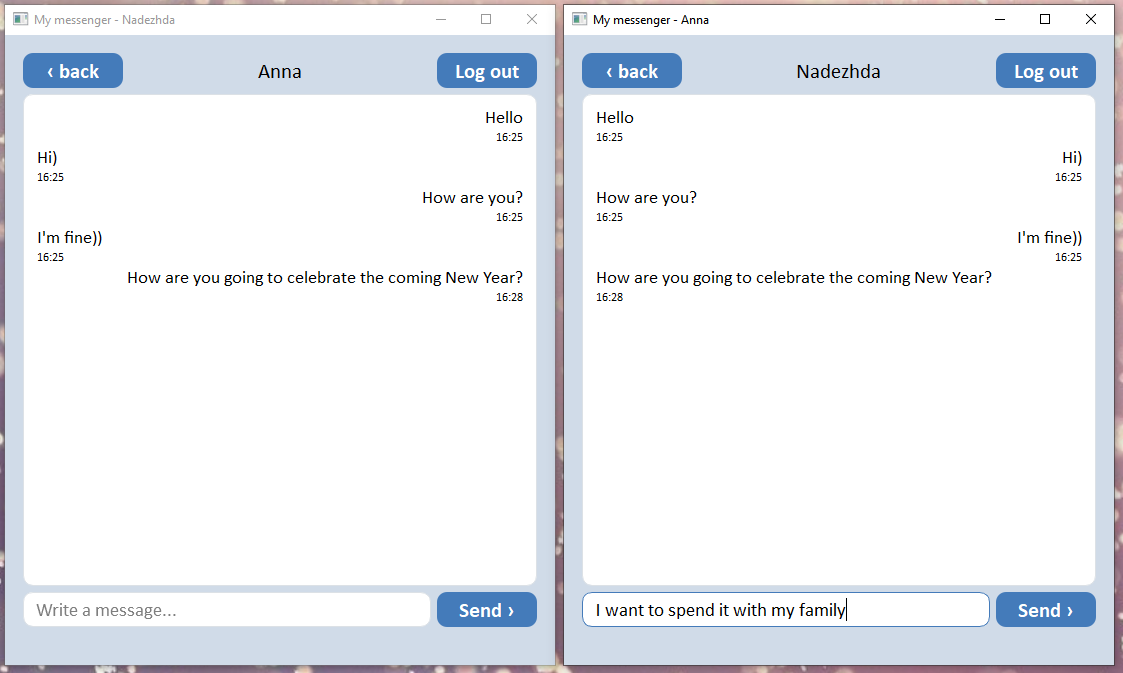 My messenger - Nadezhda
‹ back
Anna
Log out
Hello
16:25
Hi)
16:25
How are you?
16:25
I'm fine))
16:25
How are you going to celebrate the coming New Year?
16:28
Write a message...
Send ›
My messenger - Anna
‹ back
Nadezhda
Log out
Hello
16:25
Hi)
16:25
How are you?
16:25
I'm fine))
16:25
How are you going to celebrate the coming New Year?
16:28
I want to spend it with my family
Send ›